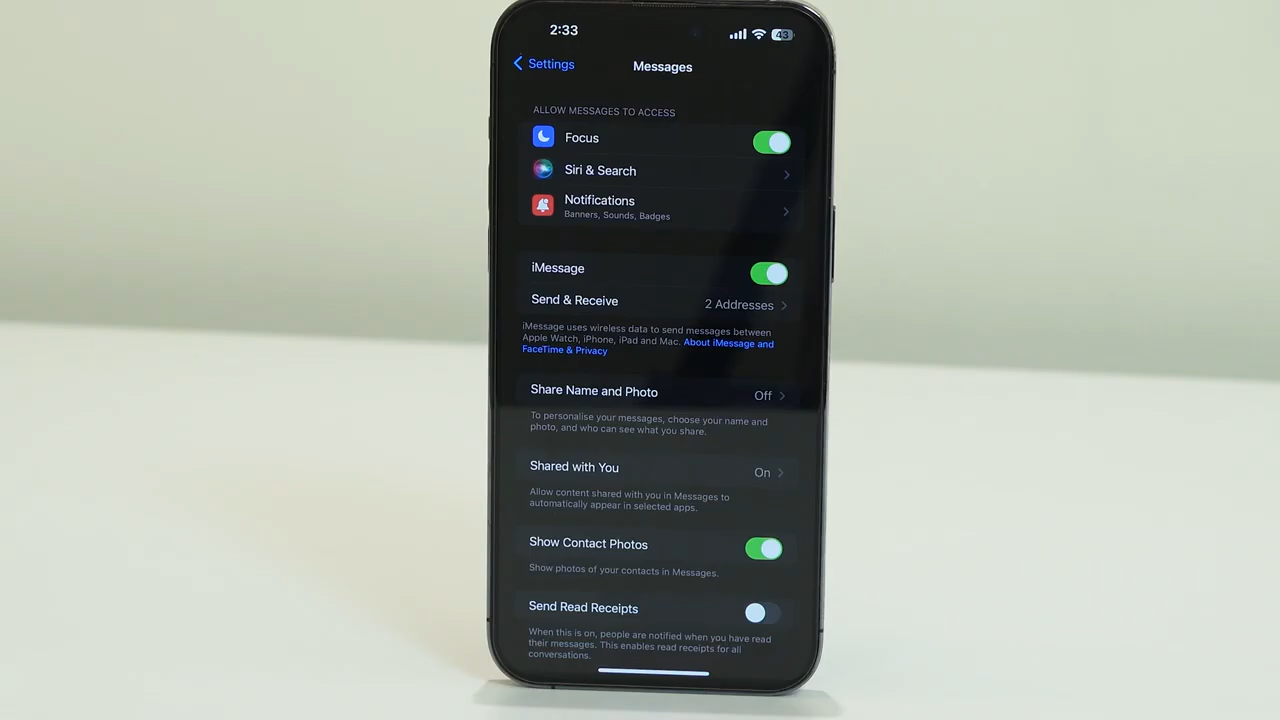 2:33
43
Settings
Messages
ALLOW MESSAGES TO ACCESS
Focus
Siri & Search
Notifications
Banners, Sounds, Badges
iMessage
Send & Receive 2 Addresses
iMessage uses wireless data to send messages between
Apple Watch, iPhone, iPad and Mac. About iMessage and
FaceTime & Privacy
Share Name and Photo Off
To personalise your messages, choose your name and
photo, and who can see what you share.
Shared with You On
Allow content shared with you in Messages to
automatically appear in selected apps.
Show Contact Photos
Show photos of your contacts in Messages.
Send Read Receipts
When this is on, people are notified when you have read
their messages. This enables read receipts for all
conversations.